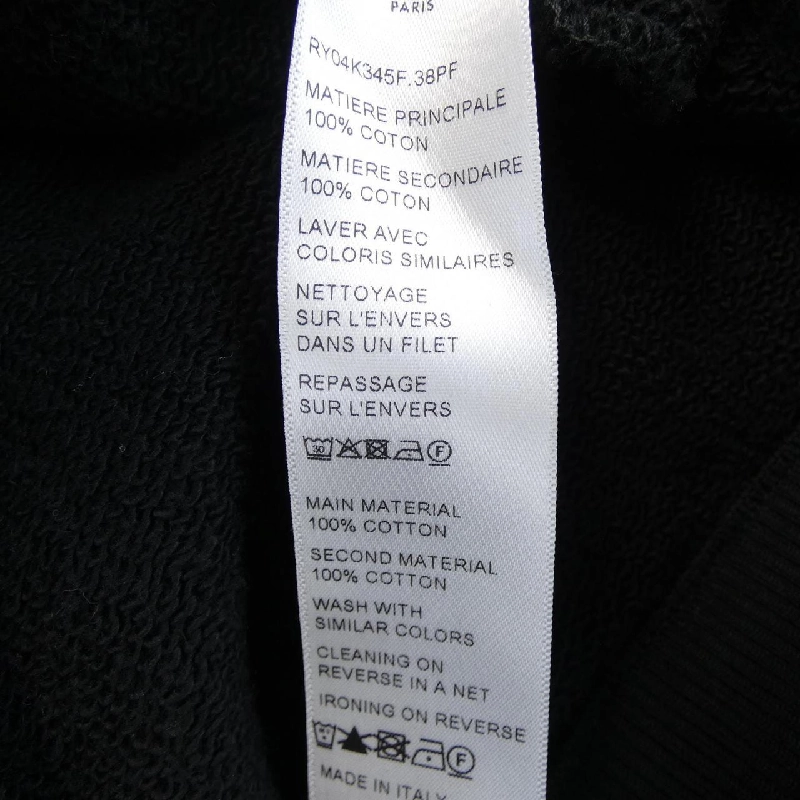 PARIS
RY04K345F.38PF
MATIERE PRINCIPALE
100% COTON
MATIERE SECONDAIRE
100% COTON
LAVER AVEC
COLORIS SIMILAIRES
NETTOYAGE
SUR L'ENVERS
DANS UN FILET
REPASSAGE
SUR L'ENVERS
30 F
MAIN MATERIAL
100% COTTON
SECOND MATERIAL
100% COTTON
WASH WITH
SIMILAR COLORS
CLEANING ON
REVERSE IN A NET
IRONING ON REVERSE
F
MADE IN ITALY